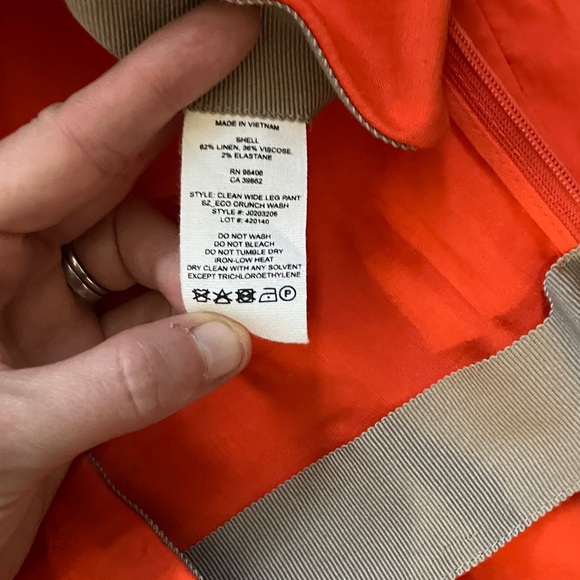 MADE IN VIETNAM
SHELL
62% LINEN, 36% VISCOSE,
2% ELASTANE
RN 98406
CA 39662
STYLE: CLEAN WIDE LEG PANT
SZ_ECO CRUNCH WASH
STYLE #: J0203206
LOT #: 420140
DO NOT WASH
DO NOT BLEACH
DO NOT TUMBLE DRY
IRON-LOW HEAT
DRY CLEAN WITH ANY SOLVENT
EXCEPT TRICHLOROETHYLENE
P